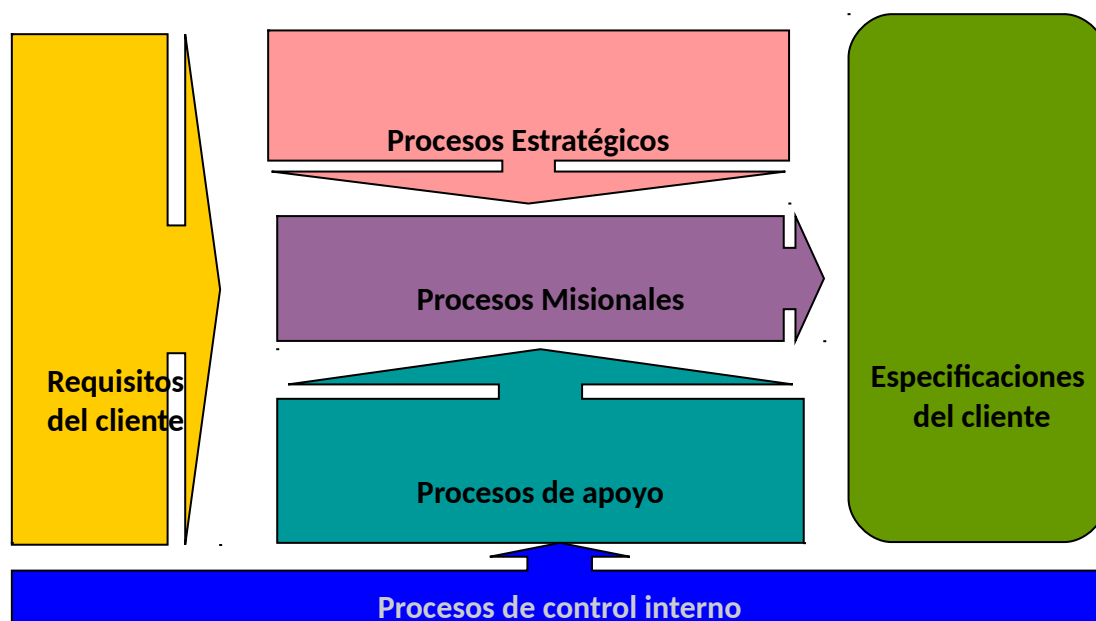 Procesos Estratégicos
Procesos Misionales
Requisitos
del cliente
Especificaciones
del cliente
Procesos de apoyo
Procesos de control interno